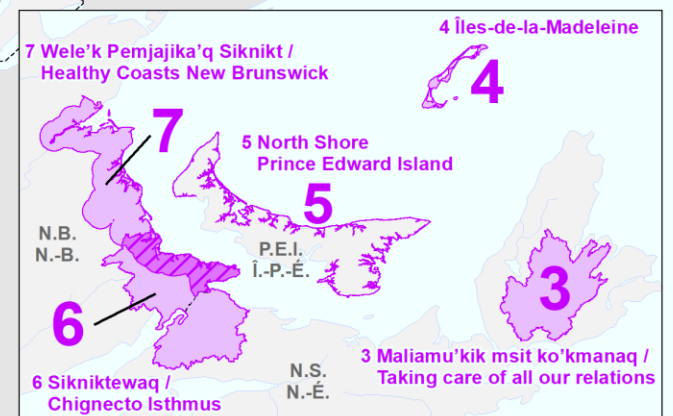 4 Îles-de-la-Madeleine
7 Wele’k Pemjajika’q Siknikt /
Healthy Coasts New Brunswick
4
7
5 North Shore
Prince Edward Island
5
N.B.
N.-B.
P.E.I.
Î.-P.-É.
3
6
3 Maliamu’kik msit ko’kmanaq /
Taking care of all our relations
N.S.
N.-É.
6 Sikniktewaq /
Chignecto Isthmus